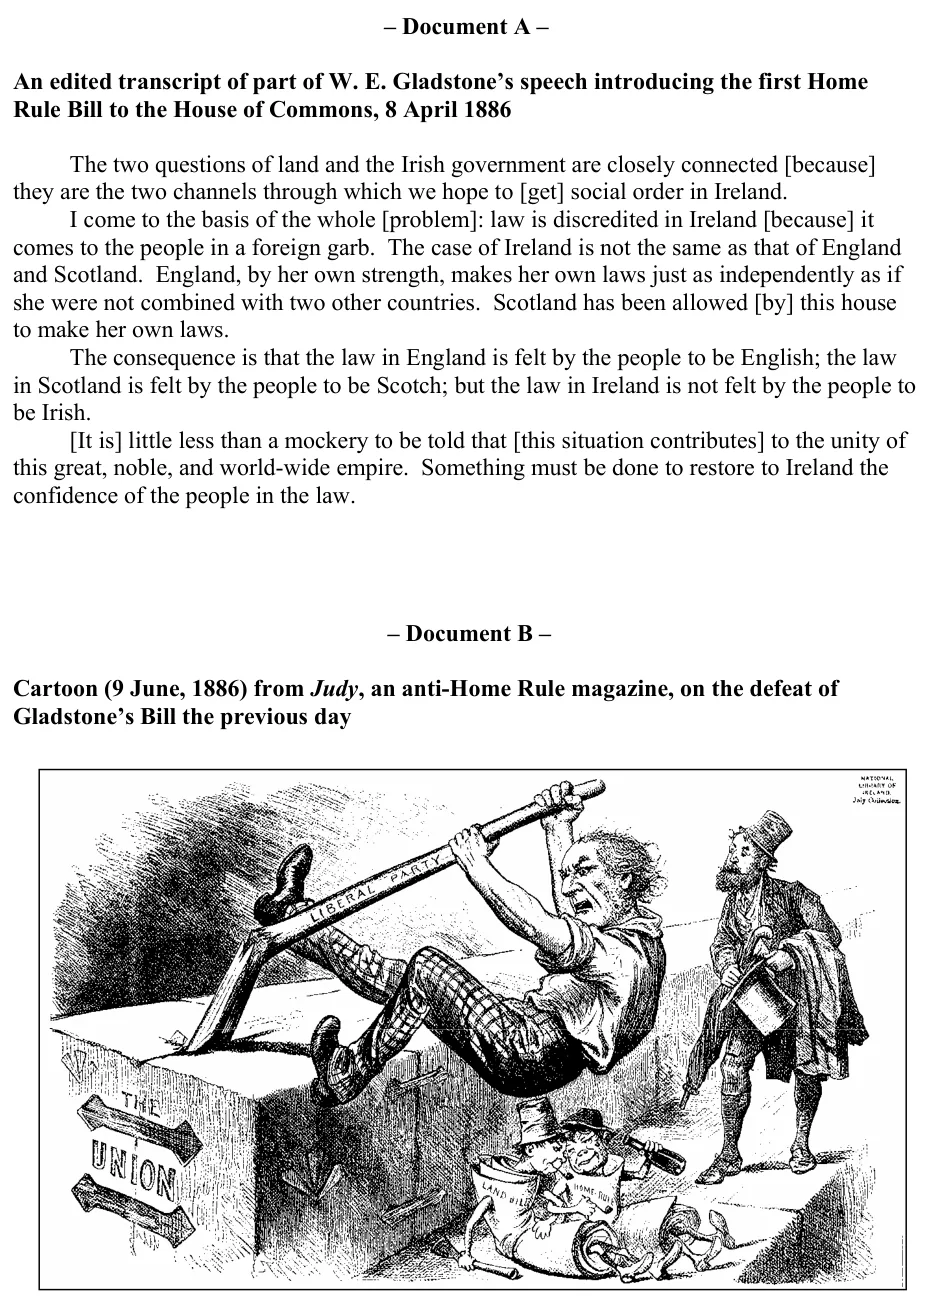 – Document A –
An edited transcript of part of W. E. Gladstone’s speech introducing the first Home
Rule Bill to the House of Commons, 8 April 1886
The two questions of land and the Irish government are closely connected [because]
they are the two channels through which we hope to [get] social order in Ireland.
I come to the basis of the whole [problem]: law is discredited in Ireland [because] it
comes to the people in a foreign garb. The case of Ireland is not the same as that of England
and Scotland. England, by her own strength, makes her own laws just as independently as if
she were not combined with two other countries. Scotland has been allowed [by] this house
to make her own laws.
The consequence is that the law in England is felt by the people to be English; the law
in Scotland is felt by the people to be Scotch; but the law in Ireland is not felt by the people to
be Irish.
[It is] little less than a mockery to be told that [this situation contributes] to the unity of
this great, noble, and world-wide empire. Something must be done to restore to Ireland the
confidence of the people in the law.
– Document B –
Cartoon (9 June, 1886) from Judy, an anti-Home Rule magazine, on the defeat of
Gladstone’s Bill the previous day
NATIONAL
LIBRARY OF
IRELAND
LIBERAL PARTY
THE
UNION
LAND BILL
HOME-RULE